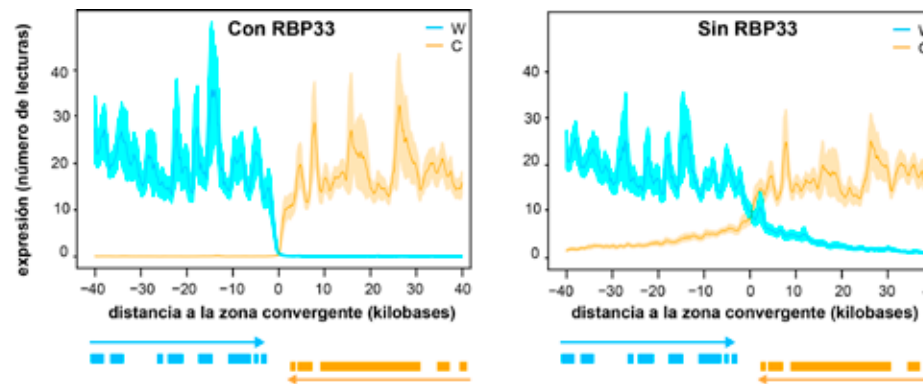 Con RBP33
W
C
expresión (número de lecturas)
40
30
20
10
0
−40 −30 −20 −10 0 10 20 30 40
distancia a la zona convergente (kilobases)
Sin RBP33
40
30
20
10
0
−40 −30 −20 −10 0 10 20 30
distancia a la zona convergente (kilobases)